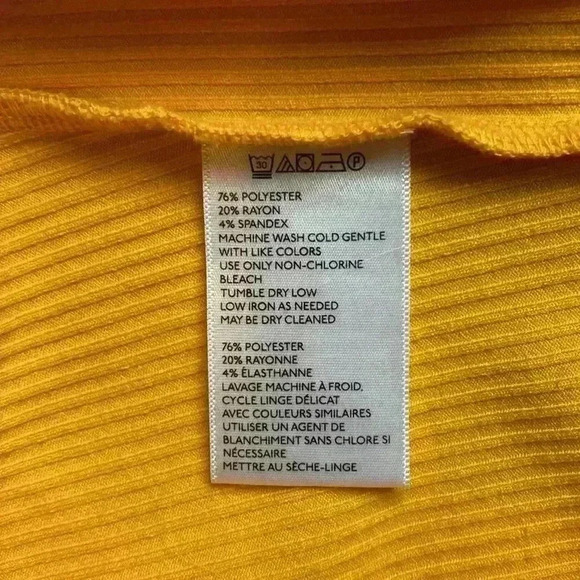 30 P
76% POLYESTER
20% RAYON
4% SPANDEX
MACHINE WASH COLD GENTLE
WITH LIKE COLORS
USE ONLY NON-CHLORINE
BLEACH
TUMBLE DRY LOW
LOW IRON AS NEEDED
MAY BE DRY CLEANED
76% POLYESTER
20% RAYONNE
4% ÉLASTHANNE
LAVAGE MACHINE À FROID,
CYCLE LINGE DÉLICAT
AVEC COULEURS SIMILAIRES
UTILISER UN AGENT DE
BLANCHIMENT SANS CHLORE SI
NÉCESSAIRE
METTRE AU SÈCHE-LINGE